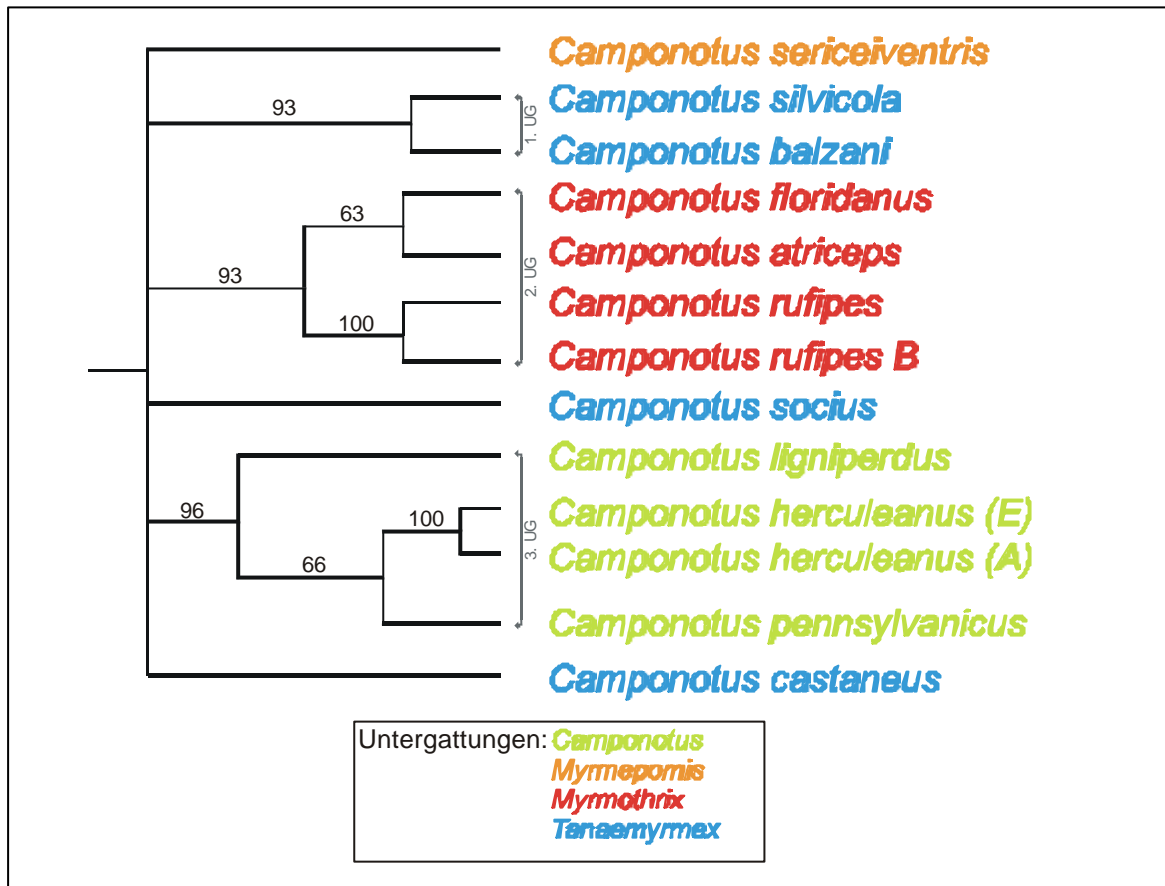 Camponotus sericeiventris
93
1. UG
Camponotus silvicola
Camponotus balzani
63
93
100
2. UG
Camponotus floridanus
Camponotus atriceps
Camponotus rufipes
Camponotus rufipes B
Camponotus socius
96
66
100
3. UG
Camponotus ligniperdus
Camponotus herculeanus (E)
Camponotus herculeanus (A)
Camponotus pennsylvanicus
Camponotus castaneus
Untergattungen: Camponotus
Myrmepomis
Myrmothrix
Tanaemyrmex